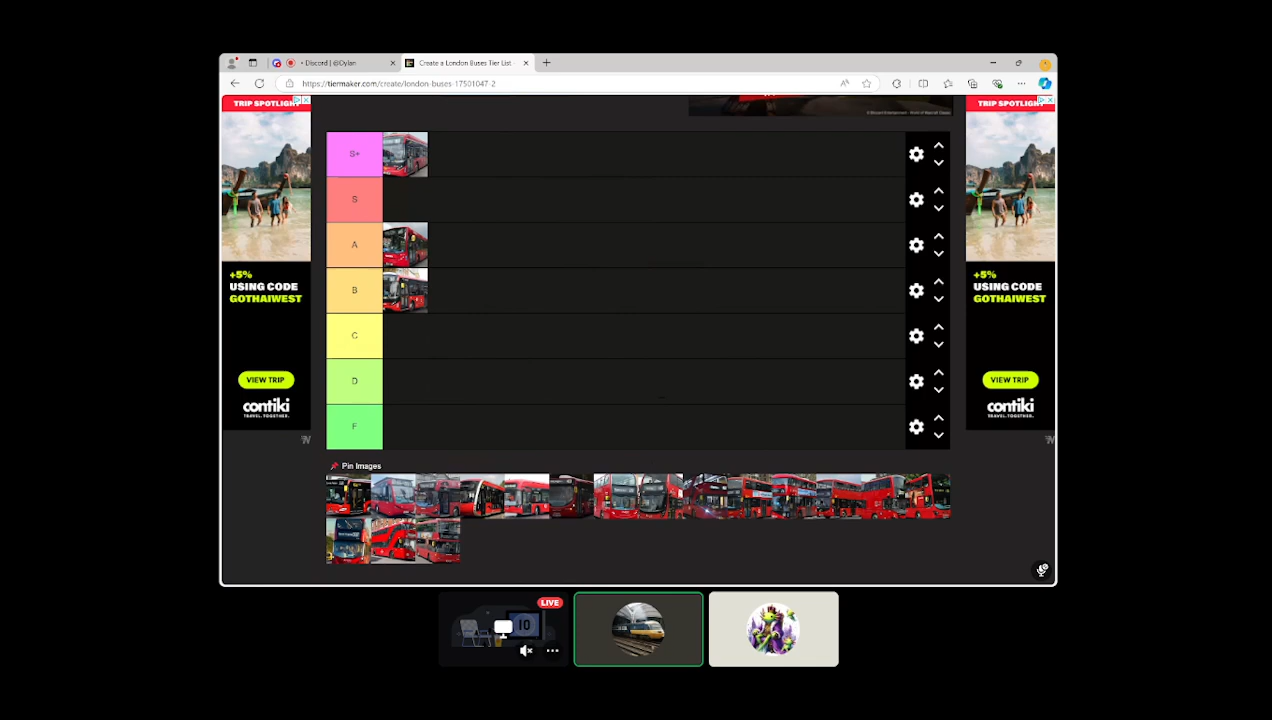 • Discord | @Dylan
Create a London Buses Tier List -
https://tiermaker.com/create/london-buses-17501047-2
TRIP SPOTLIGHT
TRIP SPOTLIGHT
S+
S
A
B
C
D
F
+5%
USING CODE
GOTHAIWEST
VIEW TRIP
contiki
TRAVEL. TOGETHER.
+5%
USING CODE
GOTHAIWEST
VIEW TRIP
contiki
TRAVEL. TOGETHER.
Pin Images
LIVE
10